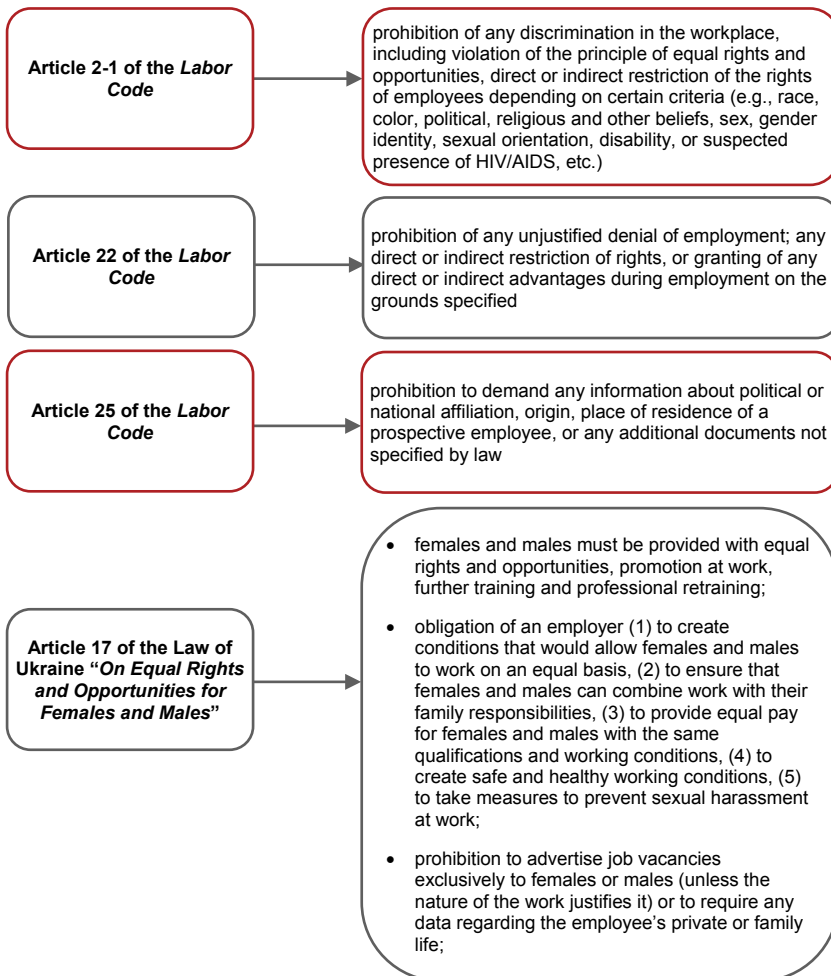 Article 2-1 of the Labor
Code
prohibition of any discrimination in the workplace,
including violation of the principle of equal rights and
opportunities, direct or indirect restriction of the rights
of employees depending on certain criteria (e.g., race,
color, political, religious and other beliefs, sex, gender
identity, sexual orientation, disability, or suspected
presence of HIV/AIDS, etc.)
Article 22 of the Labor
Code
prohibition of any unjustified denial of employment; any
direct or indirect restriction of rights, or granting of any
direct or indirect advantages during employment on the
grounds specified
Article 25 of the Labor
Code
prohibition to demand any information about political or
national affiliation, origin, place of residence of a
prospective employee, or any additional documents not
specified by law
Article 17 of the Law of
Ukraine “On Equal Rights
and Opportunities for
Females and Males”
• females and males must be provided with equal
rights and opportunities, promotion at work,
further training and professional retraining;
• obligation of an employer (1) to create
conditions that would allow females and males
to work on an equal basis, (2) to ensure that
females and males can combine work with their
family responsibilities, (3) to provide equal pay
for females and males with the same
qualifications and working conditions, (4) to
create safe and healthy working conditions, (5)
to take measures to prevent sexual harassment
at work;
• prohibition to advertise job vacancies
exclusively to females or males (unless the
nature of the work justifies it) or to require any
data regarding the employee’s private or family
life;